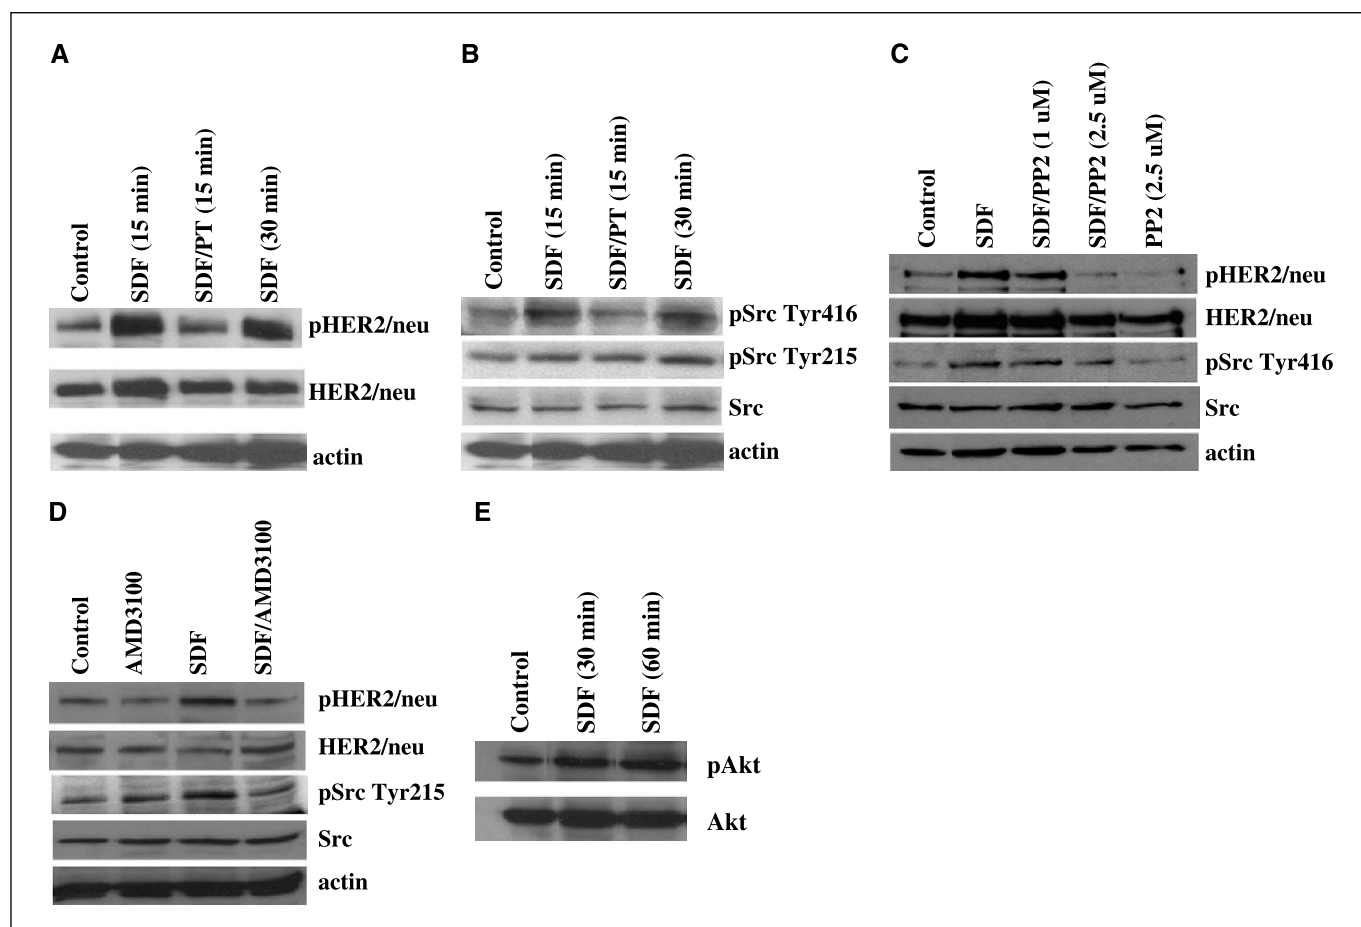 A
Control
SDF (15 min)
SDF/PT (15 min)
SDF (30 min)
pHER2/neu
HER2/neu
actin
B
Control
SDF (15 min)
SDF/PT (15 min)
SDF (30 min)
pSrc Tyr416
pSrc Tyr215
Src
actin
C
Control
SDF
SDF/PP2 (1 uM)
SDF/PP2 (2.5 uM)
PP2 (2.5 uM)
pHER2/neu
HER2/neu
pSrc Tyr416
Src
actin
D
Control
AMD3100
SDF
SDF/AMD3100
pHER2/neu
HER2/neu
pSrc Tyr215
Src
actin
E
Control
SDF (30 min)
SDF (60 min)
pAkt
Akt